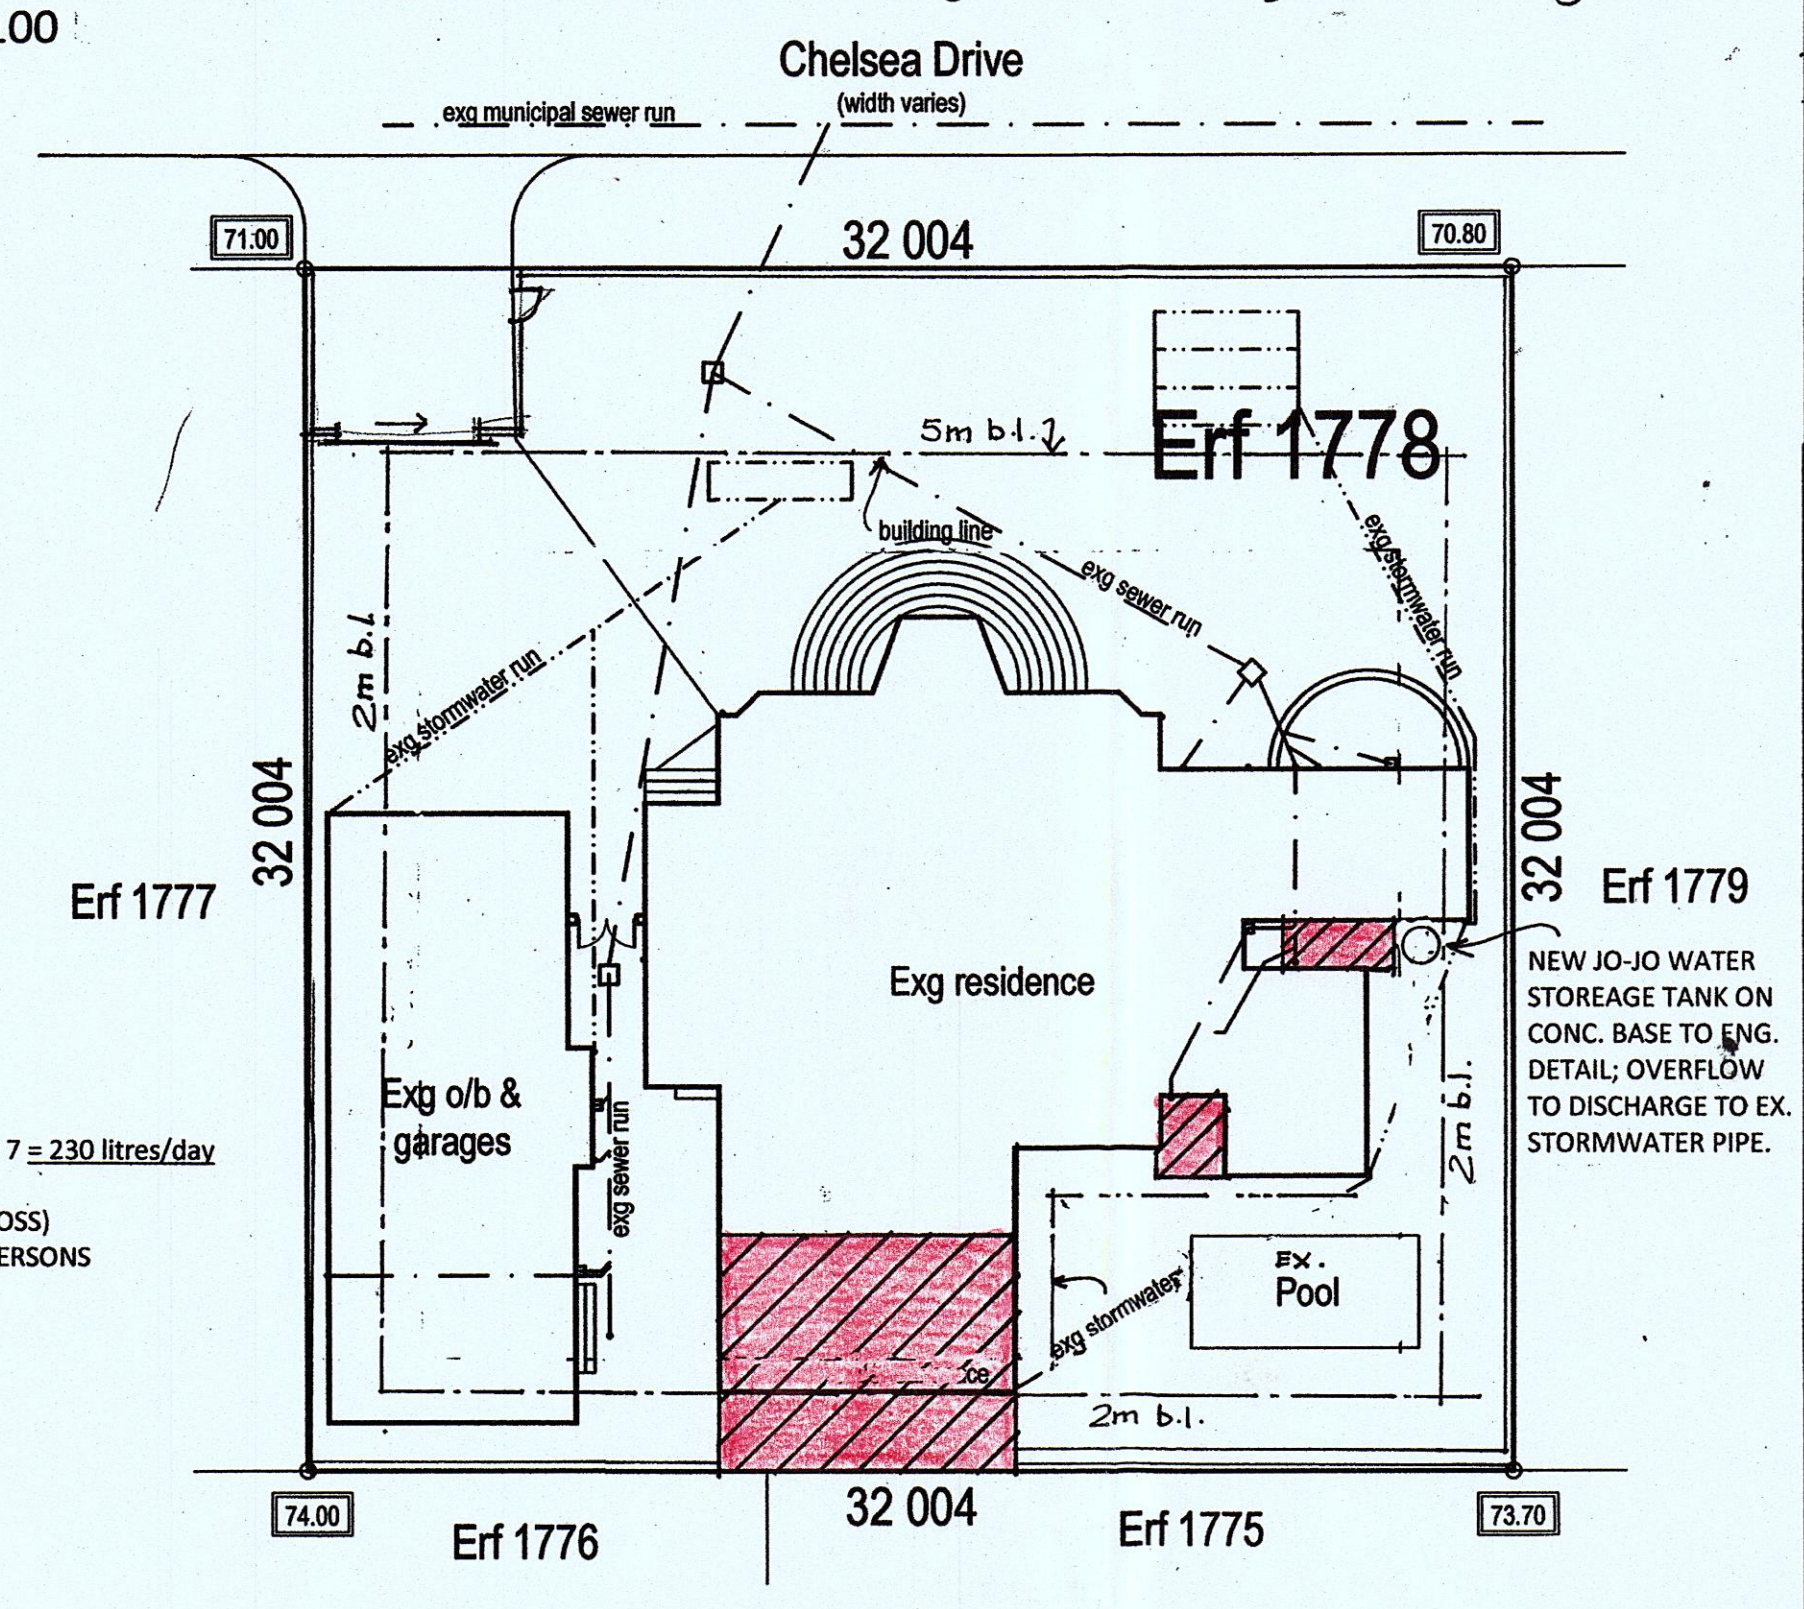 .00
Chelsea Drive
(width varies)
exg municipal sewer run
71.00
32 004
70.80
5m b.l.
Erf 1778
building line
exg sewer run
exg stormwater run
2m b.l.
exg stormwater run
32 004
32 004
Erf 1777
Erf 1779
Exg residence
NEW JO-JO WATER
STOREAGE TANK ON
CONC. BASE TO ENG.
DETAIL; OVERFLOW
TO DISCHARGE TO EX.
STORMWATER PIPE.
Exg o/b &
garages
exg sewer run
2m b.l.
7 = 230 litres/day
OSS)
ERSONS
EX.
Pool
exg stormwater
ce
2m b.l.
74.00
32 004
73.70
Erf 1776
Erf 1775